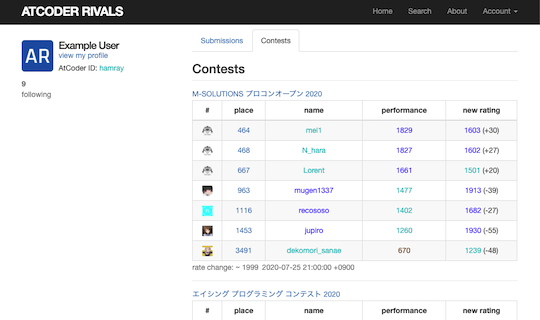 ATCODER RIVALS
Home Search About Account
AR
Example User
view my profile
AtCoder ID: hamray
9
following
Submissions Contests
Contests
M-SOLUTIONS プロコンオープン 2020
# place name performance new rating
464 mei1 1829 1603 (+30)
468 N_hara 1827 1602 (+27)
667 Lorent 1661 1501 (+20)
963 mugen1337 1477 1913 (-39)
1116 recososo 1402 1682 (-27)
1453 jupiro 1260 1930 (-55)
3491 dekomori_sanae 670 1239 (-48)
rate change: ~ 1999 2020-07-25 21:00:00 +0900
エイシング プログラミング コンテスト 2020
# place name performance new rating